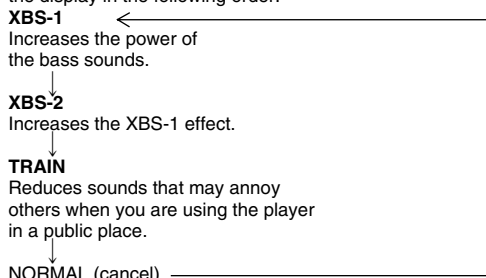 the display in the following order:
XBS-1
Increases the power of
the bass sounds.
XBS-2
Increases the XBS-1 effect.
TRAIN
Reduces sounds that may annoy
others when you are using the player
in a public place.
NORMAL (cancel)